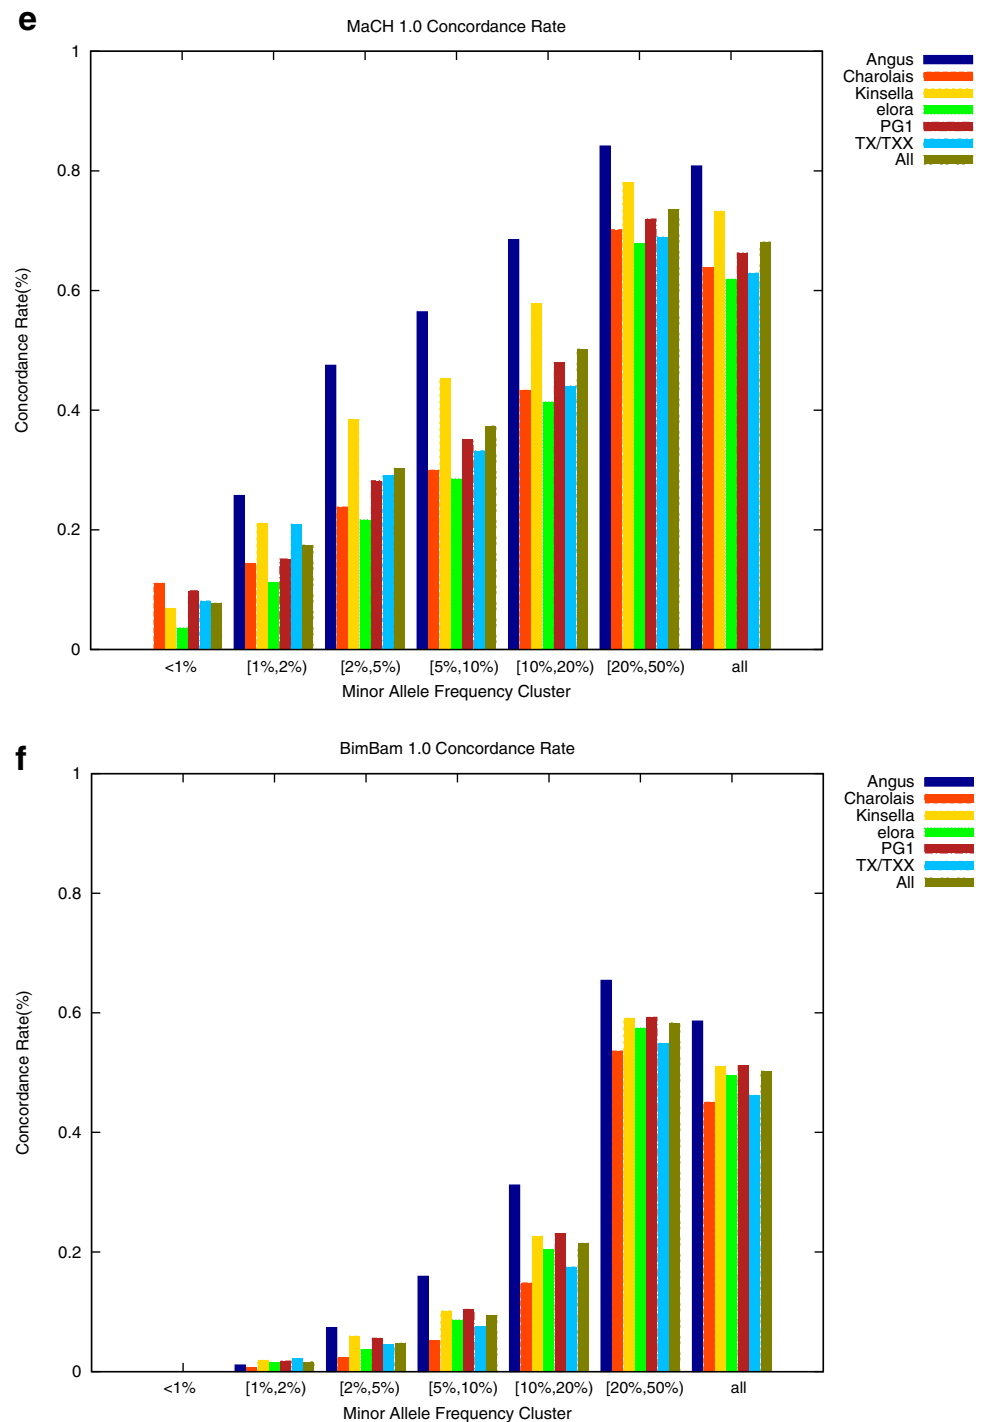 e
MaCH 1.0 Concordance Rate
1
0.8
0.6
0.4
0.2
0
Concordance Rate(%)
<1%
[1%,2%)
[2%,5%)
[5%,10%)
[10%,20%)
[20%,50%)
all
Minor Allele Frequency Cluster
Angus
Charolais
Kinsella
elora
PG1
TX/TXX
All
f
BimBam 1.0 Concordance Rate
1
0.8
0.6
0.4
0.2
0
Concordance Rate(%)
<1%
[1%,2%)
[2%,5%)
[5%,10%)
[10%,20%)
[20%,50%)
all
Minor Allele Frequency Cluster
Angus
Charolais
Kinsella
elora
PG1
TX/TXX
All